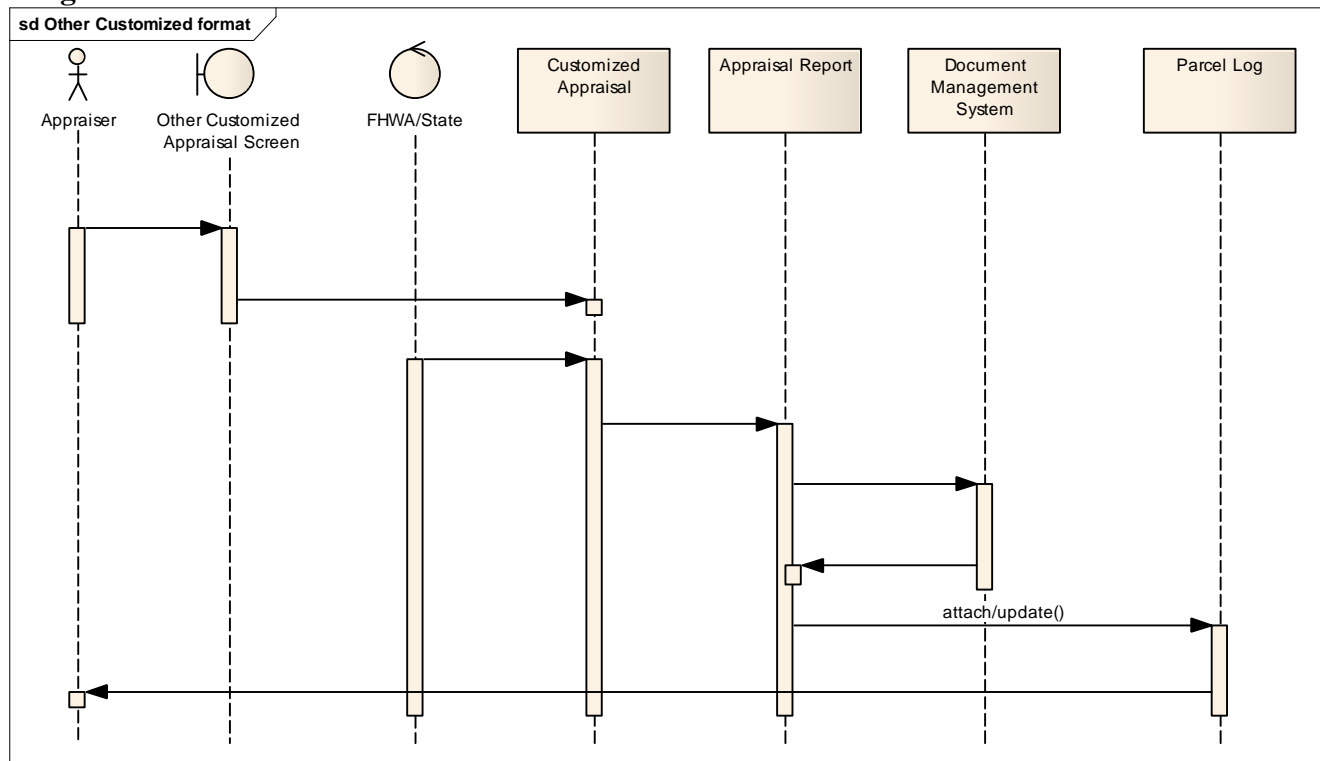 sd Other Customized format
Appraiser
Other Customized
Appraisal Screen
FHWA/State
Customized
Appraisal
Appraisal Report
Document
Management
System
Parcel Log
attach/update()